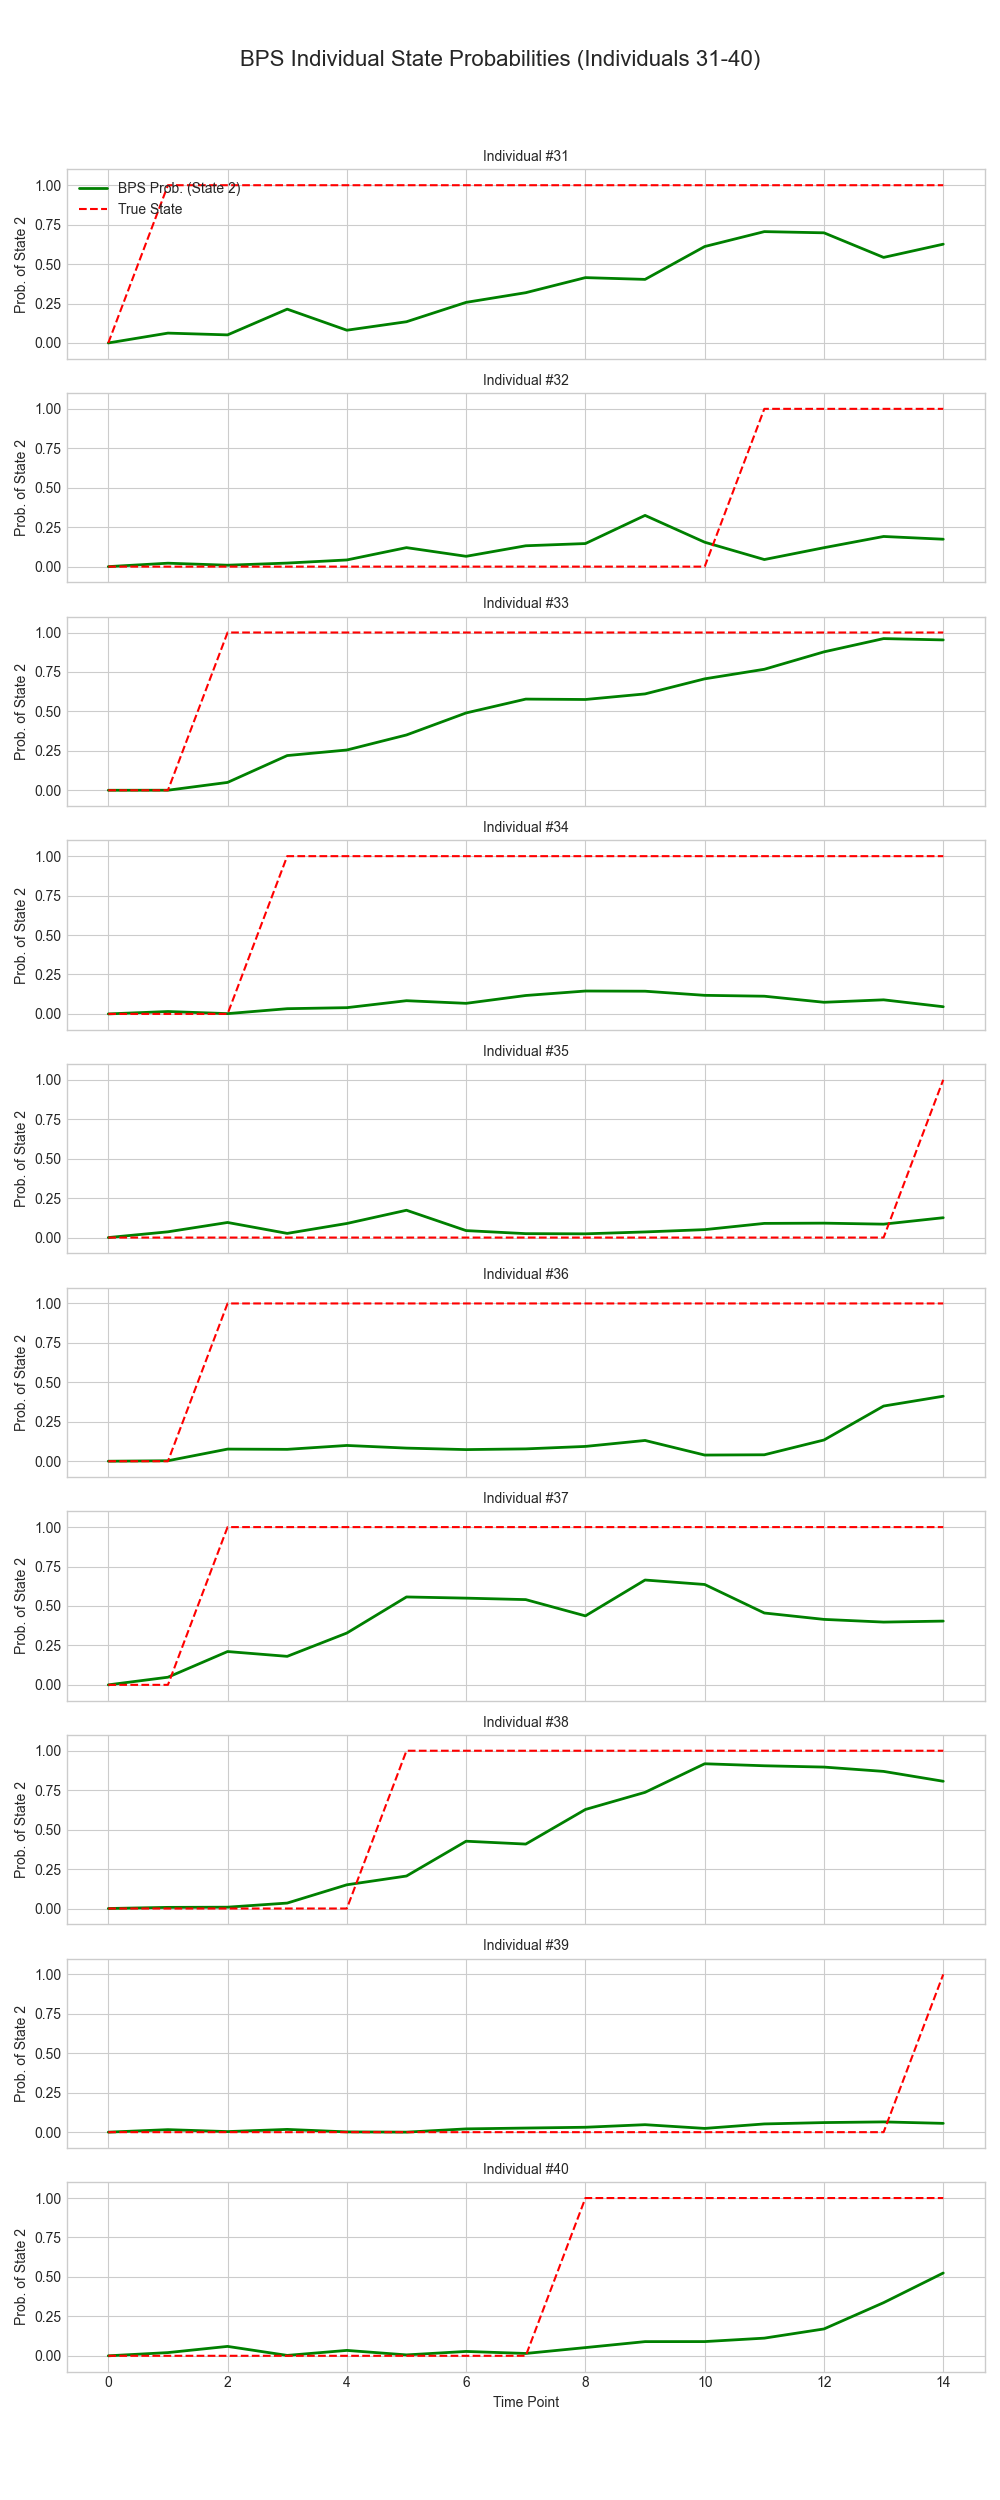 BPS Individual State Probabilities (Individuals 31-40)
Individual #31
BPS Prob. (State 2)
True State
1.00
0.75
0.50
0.25
0.00
Prob. of State 2
Individual #32
1.00
0.75
0.50
0.25
0.00
Prob. of State 2
Individual #33
1.00
0.75
0.50
0.25
0.00
Prob. of State 2
Individual #34
1.00
0.75
0.50
0.25
0.00
Prob. of State 2
Individual #35
1.00
0.75
0.50
0.25
0.00
Prob. of State 2
Individual #36
1.00
0.75
0.50
0.25
0.00
Prob. of State 2
Individual #37
1.00
0.75
0.50
0.25
0.00
Prob. of State 2
Individual #38
1.00
0.75
0.50
0.25
0.00
Prob. of State 2
Individual #39
1.00
0.75
0.50
0.25
0.00
Prob. of State 2
Individual #40
1.00
0.75
0.50
0.25
0.00
Prob. of State 2
0 2 4 6 8 10 12 14
Time Point